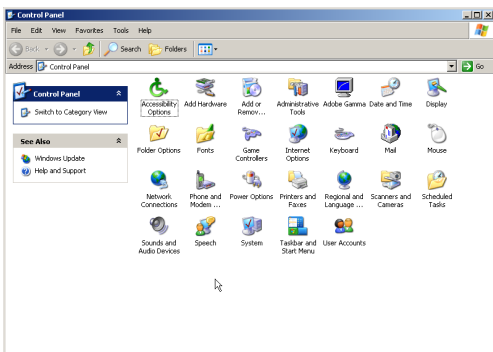 Control Panel
File Edit View Favorites Tools Help
Back Search Folders
Address Control Panel Go
Control Panel
Switch to Category View
See Also
Windows Update
Help and Support
Accessibility Options
Add Hardware
Add or Remov...
Administrative Tools
Adobe Gamma
Date and Time
Display
Folder Options
Fonts
Game Controllers
Internet Options
Keyboard
Mail
Mouse
Network Connections
Phone and Modem ...
Power Options
Printers and Faxes
Regional and Language ...
Scanners and Cameras
Scheduled Tasks
Sounds and Audio Devices
Speech
System
Taskbar and Start Menu
User Accounts